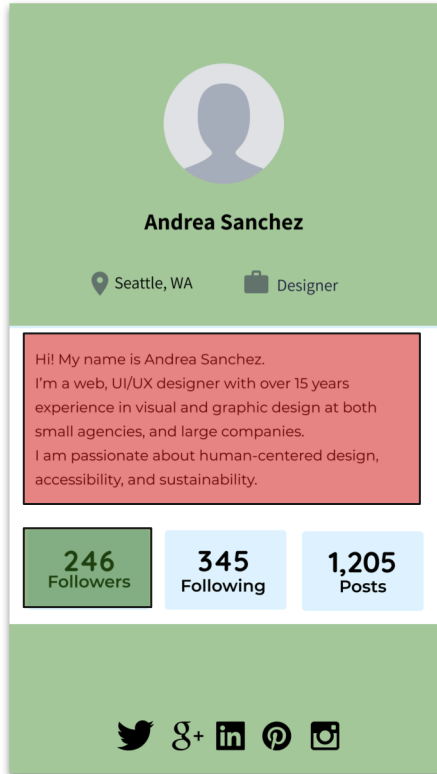 Andrea Sanchez
Seattle, WA
Designer
Hi! My name is Andrea Sanchez.
I'm a web, UI/UX designer with over 15 years
experience in visual and graphic design at both
small agencies, and large companies.
I am passionate about human-centered design,
accessibility, and sustainability.
246
Followers
345
Following
1,205
Posts